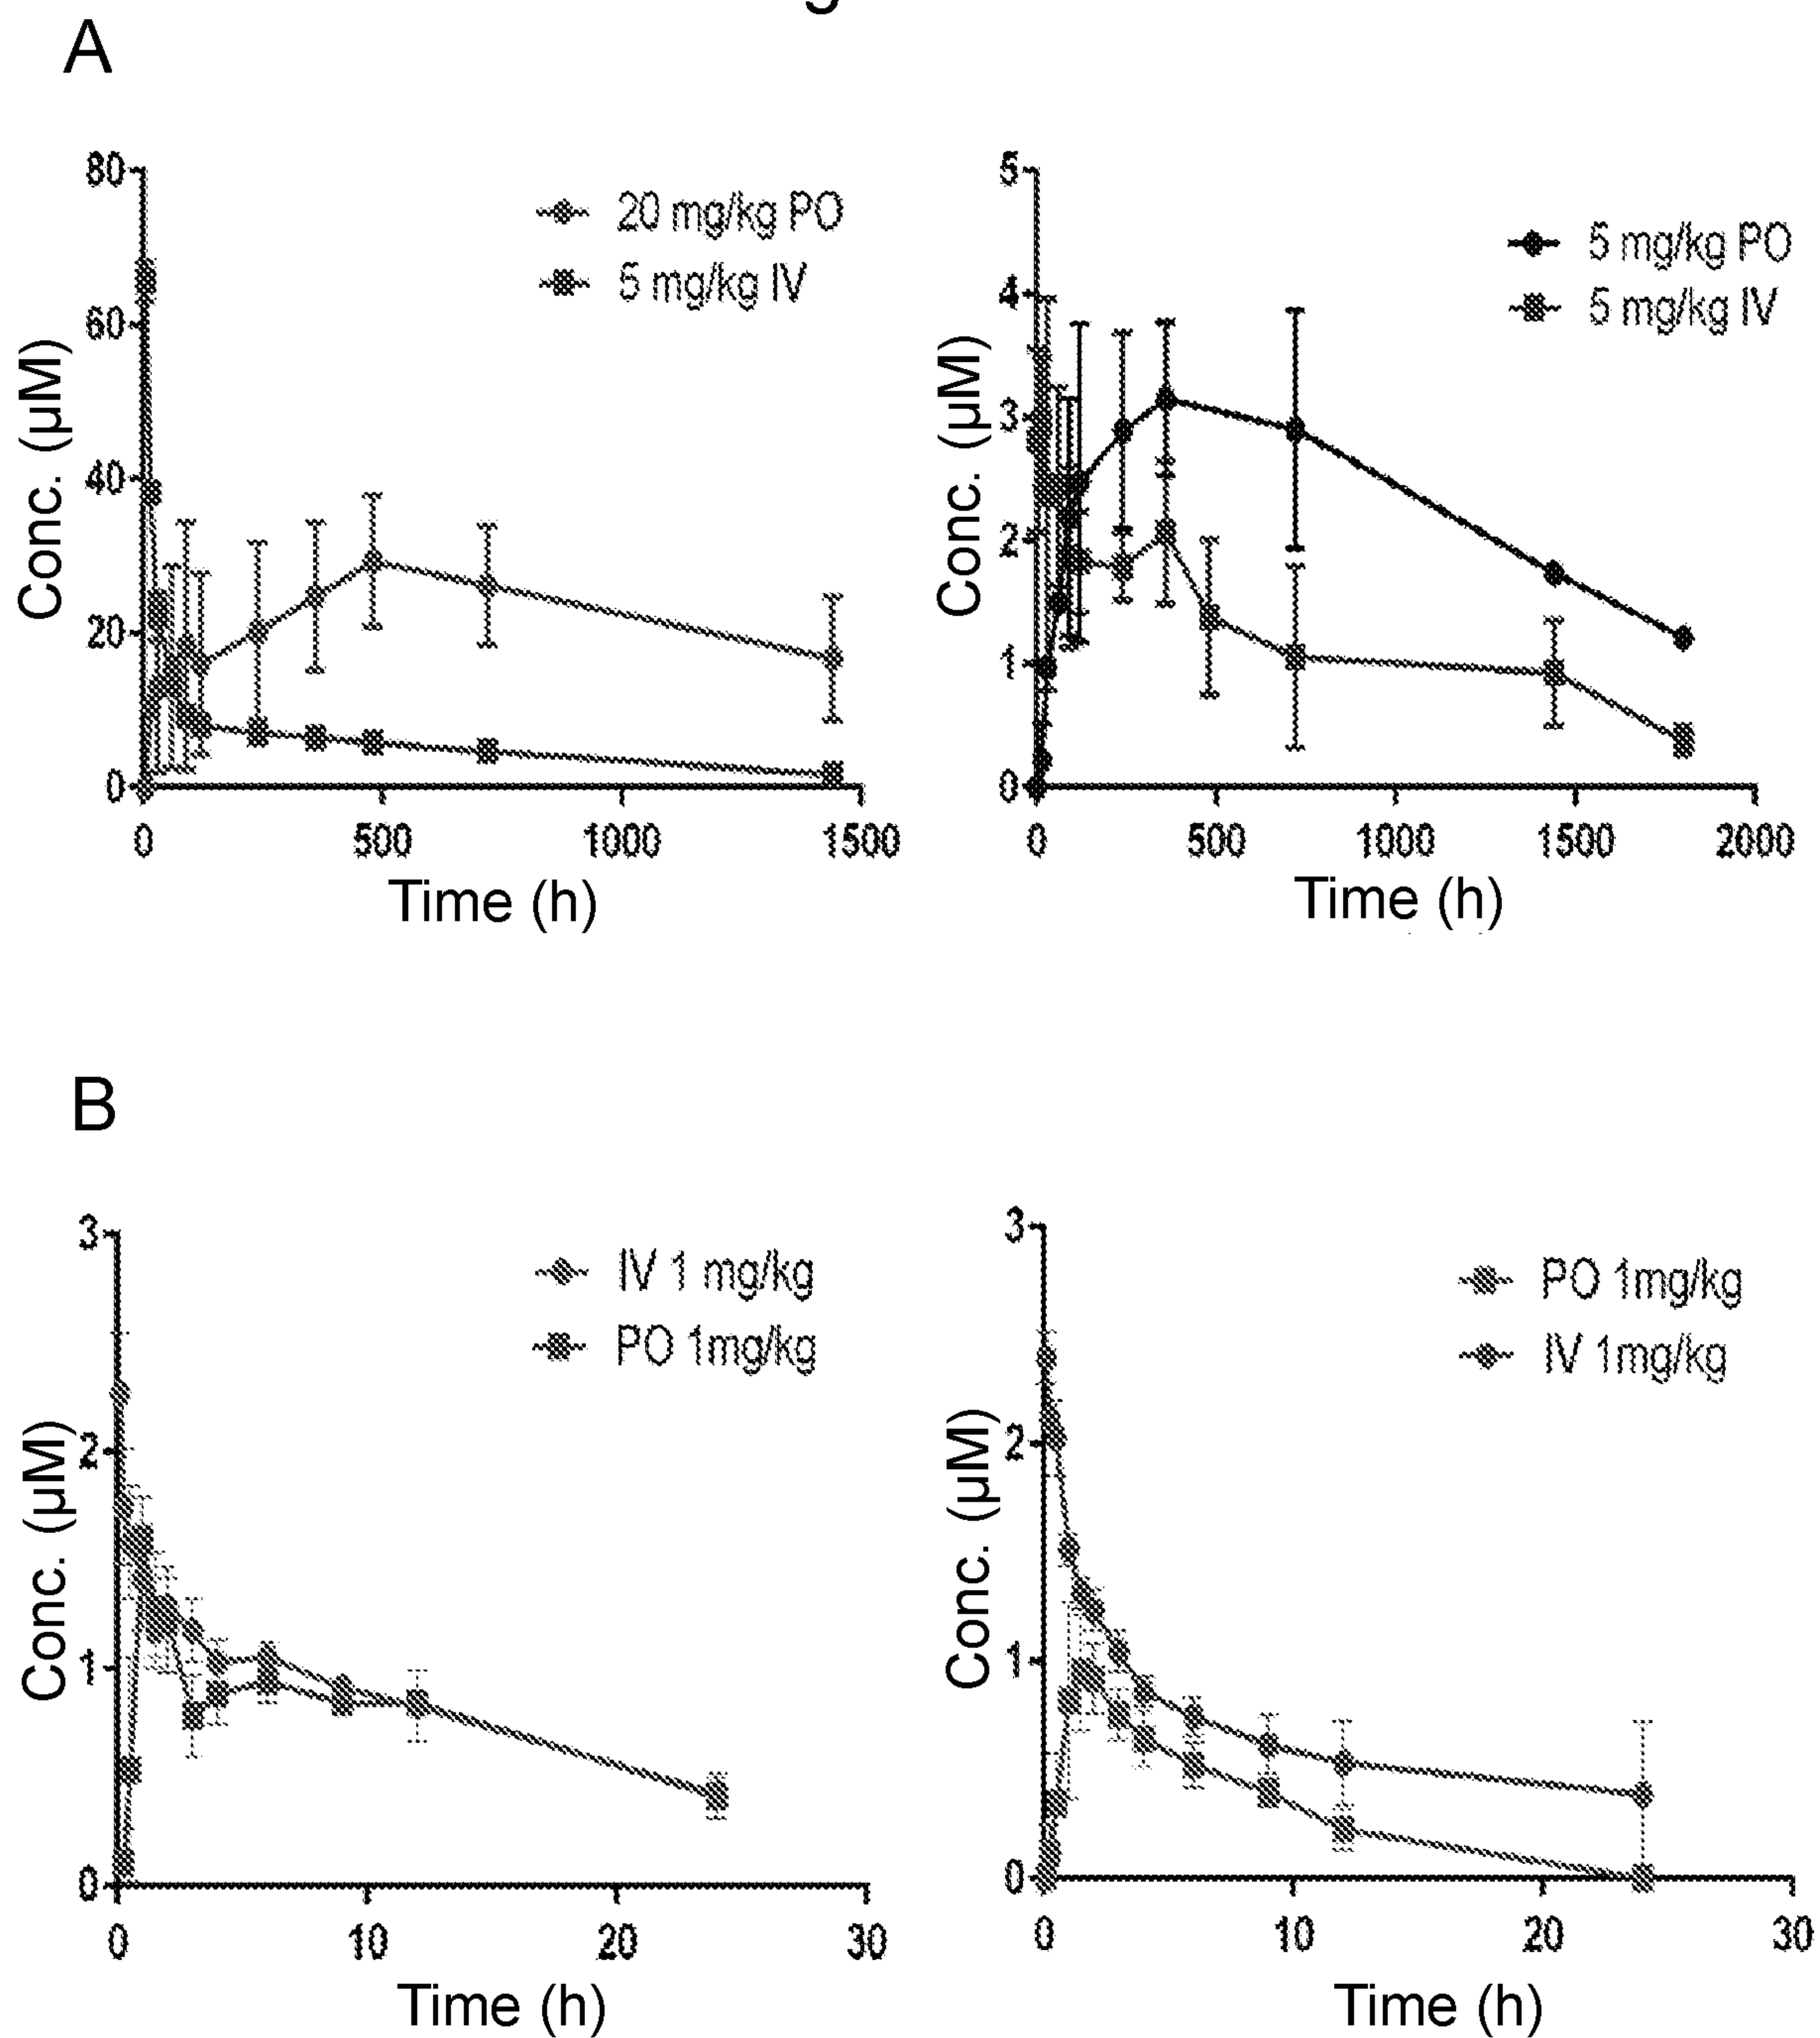 g
A
80
60
40
20
0
Conc. (µM)
20 mg/kg PO
5 mg/kg IV
0 500 1000 1500
Time (h)
5
4
3
2
1
0
Conc. (µM)
5 mg/kg PO
5 mg/kg IV
0 500 1000 1500 2000
Time (h)
B
3
2
1
0
Conc. (µM)
IV 1 mg/kg
PO 1mg/kg
0 10 20 30
Time (h)
3
2
1
0
Conc. (µM)
PO 1mg/kg
IV 1mg/kg
0 10 20 30
Time (h)